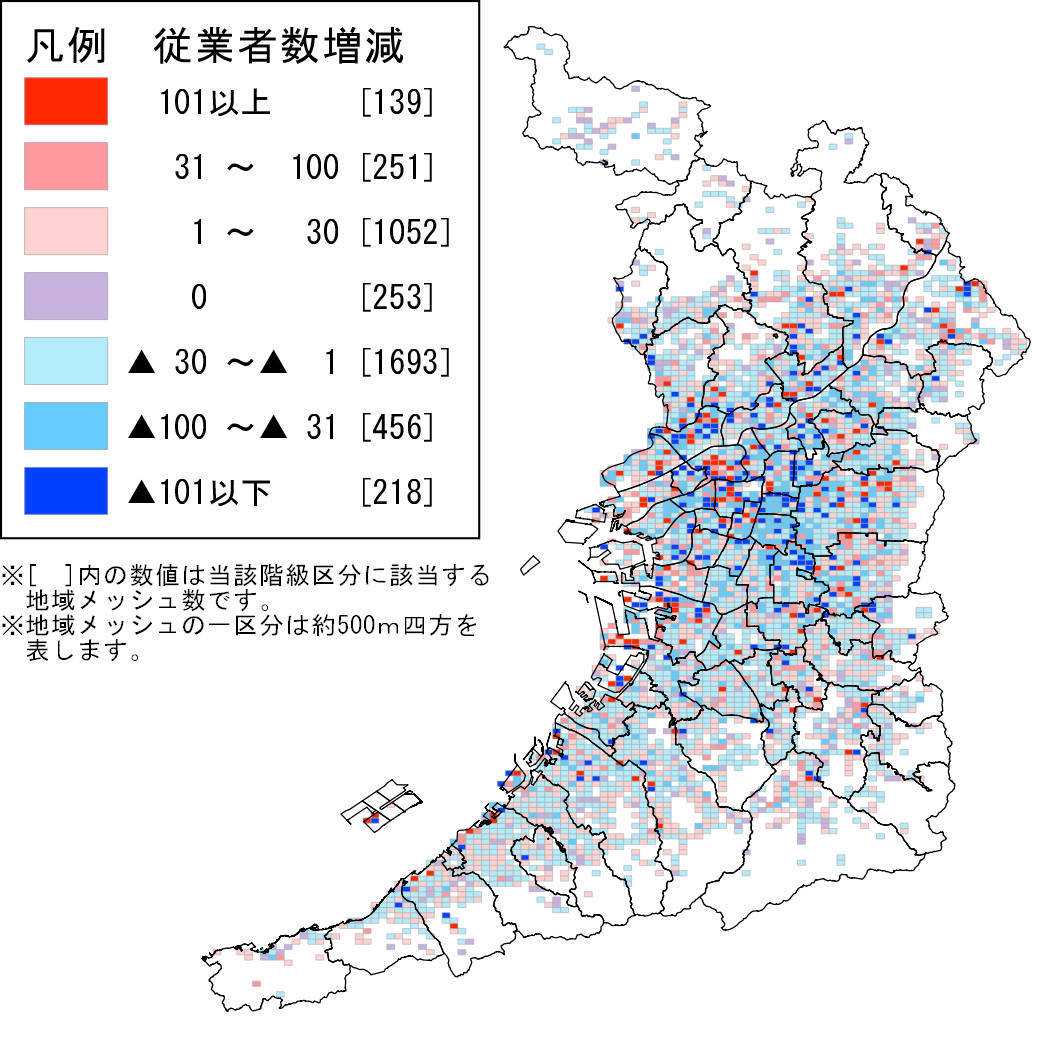 凡例 従業者数増減
101以上 [139]
31 ～ 100 [251]
1 ～ 30 [1052]
0 [253]
▲ 30 ～▲ 1 [1693]
▲100 ～▲ 31 [456]
▲101以下 [218]
※[ ]内の数値は当該階級区分に該当する
地域メッシュ数です。
※地域メッシュの一区分は約500ｍ四方を
表します。